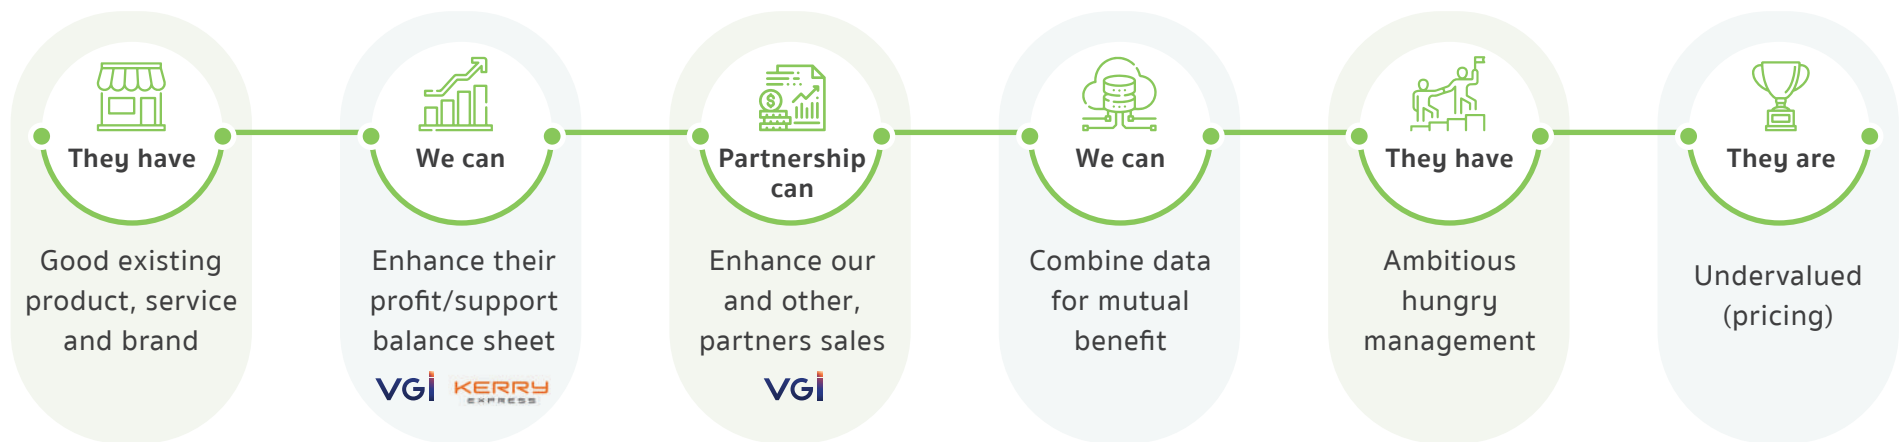 They have
Good existing
product, service
and brand
We can
Enhance their
profit/support
balance sheet
VGI KERRY
EXPRESS
$
Partnership
can
Enhance our
and other,
partners sales
VGI
We can
Combine data
for mutual
benefit
They have
Ambitious
hungry
management
They are
Undervalued
(pricing)